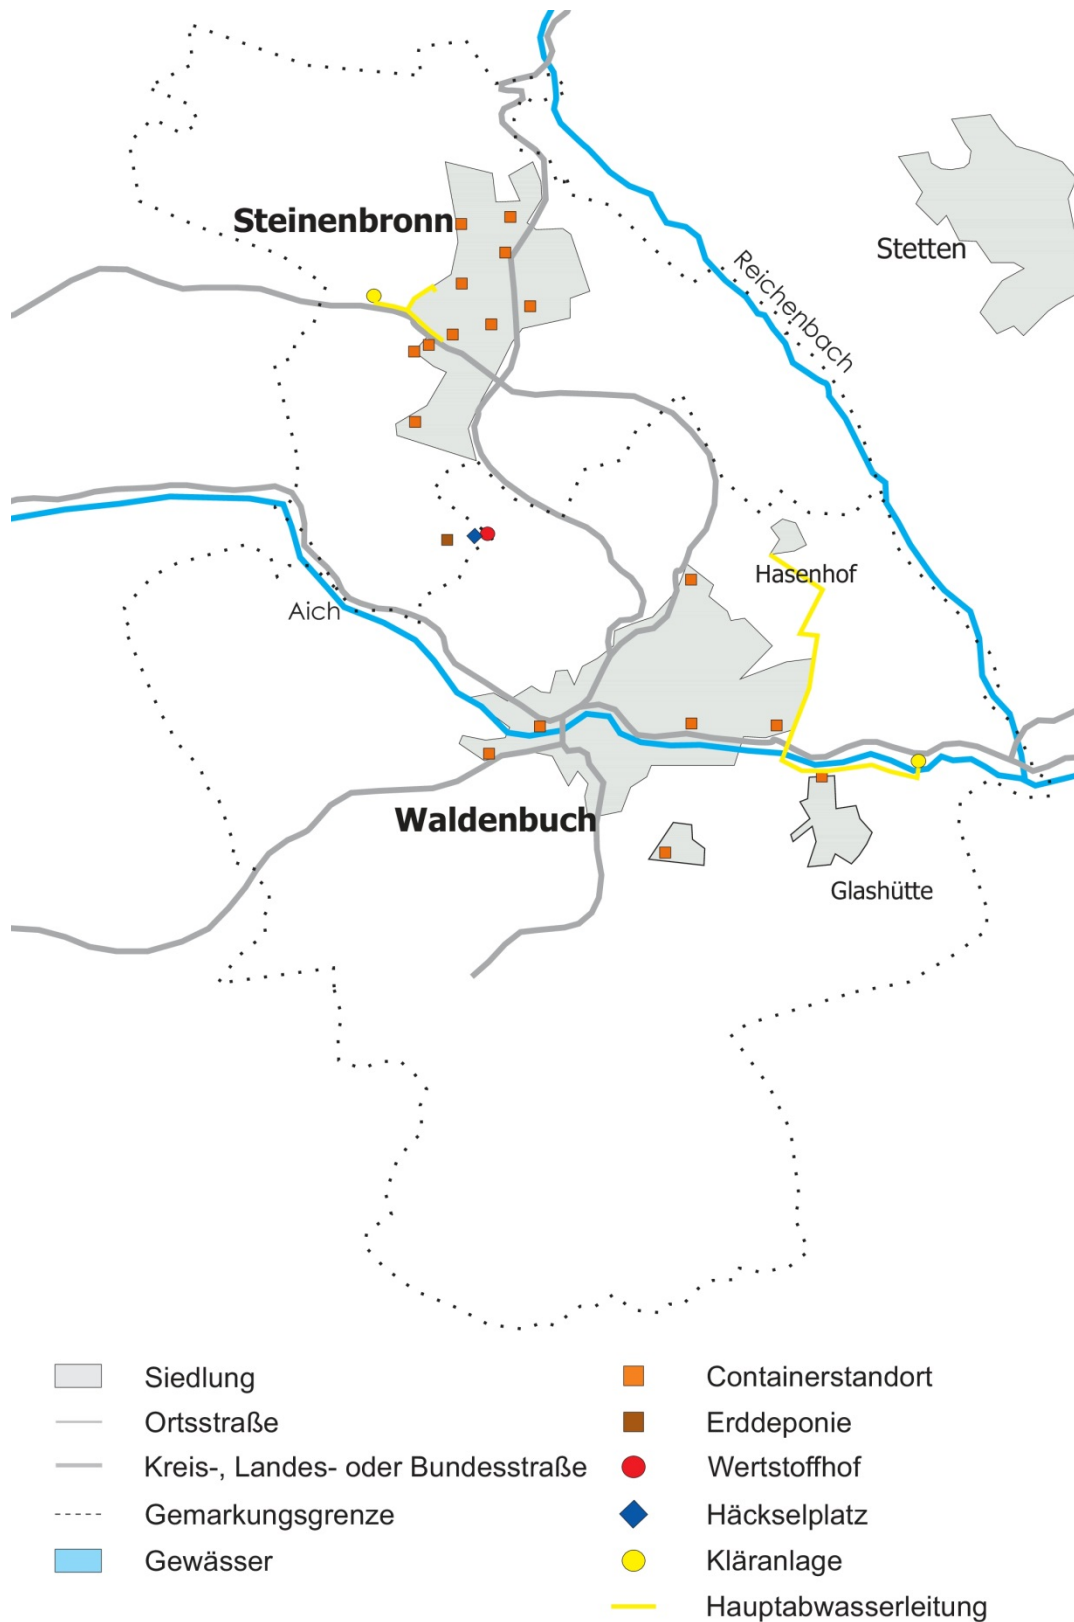 Steinenbronn
Stetten
Reichenbach
Hasenhof
Aich
Waldenbuch
Glashütte
Siedlung
Ortsstraße
Kreis-, Landes- oder Bundesstraße
Gemarkungsgrenze
Gewässer
Containerstandort
Erddeponie
Wertstoffhof
Häckselplatz
Kläranlage
Hauptabwasserleitung